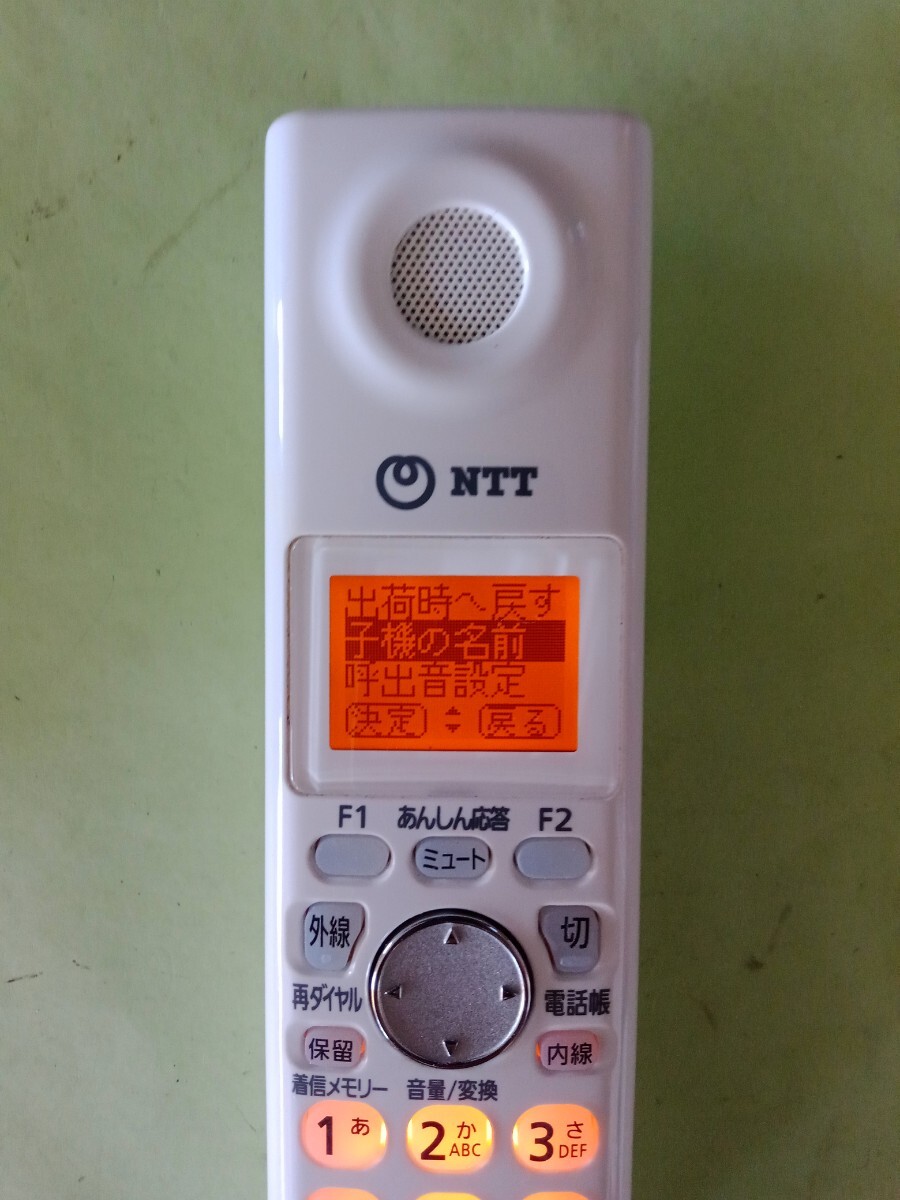 NTT
出荷時へ戻す
子機の名前
呼出音設定
決定 戻る
F1 あんしん応答 F2
ミュート
外線 切
再ダイヤル 電話帳
保留 内線
着信メモリー 音量/変換
1 あ 2 か ABC 3 さ DEF